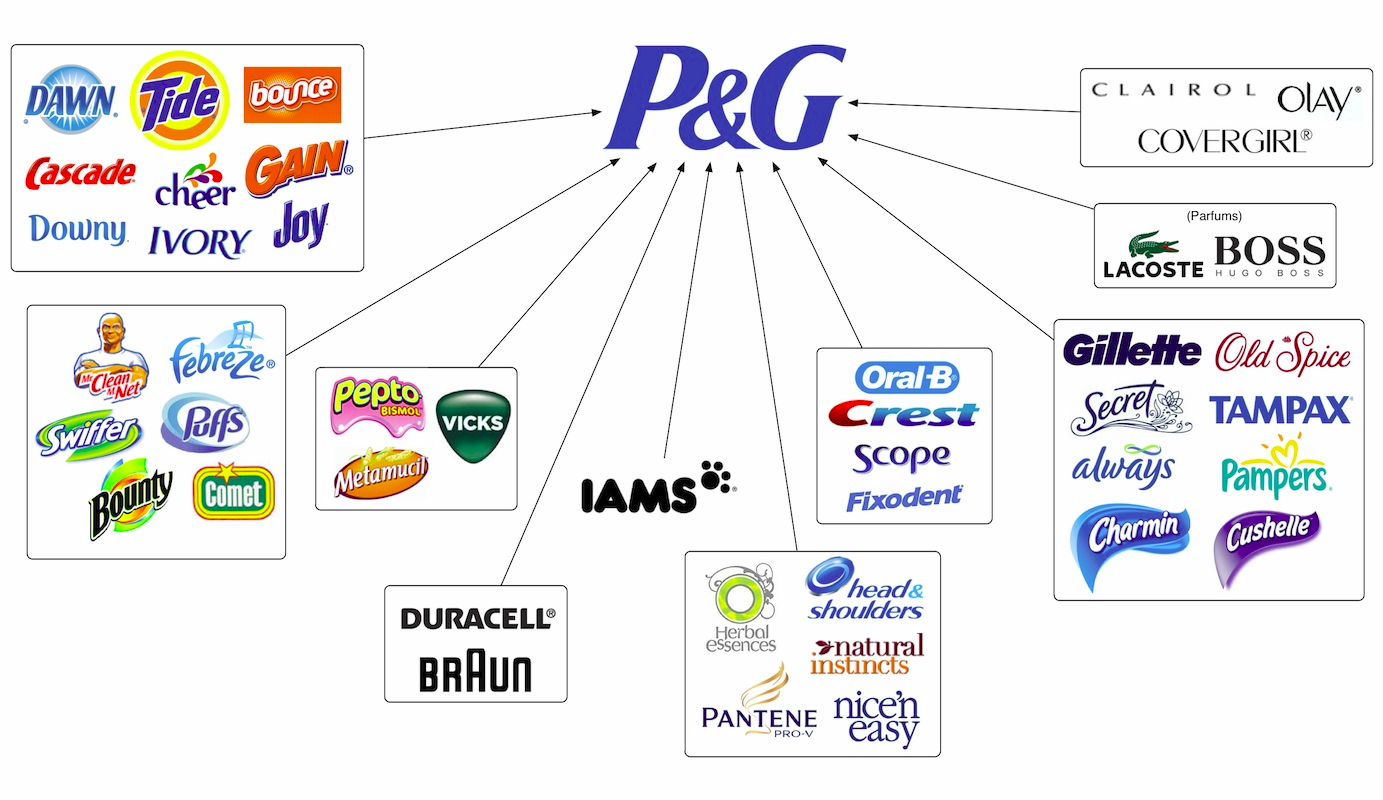 P&G
DAWN®
Tide
bounce
Cascade®
cheer
GAIN®
Downy
IVORY
Joy
Mr. Clean
M. Net
febreze®
Swiffer
Puffs
Bounty
Comet
Pepto
BISMOL
VICKS
Metamucil
DURACELL®
BRAUN
IAMS®
Herbal
essences
head&
shoulders
natural
instincts
PANTENE
PRO-V
nice'n
easy
Oral-B
Crest
Scope
Fixodent
CLAIROL
OLAY®
COVERGIRL®
(Parfums)
LACOSTE
BOSS
HUGO BOSS
Gillette
Old Spice
Secret
TAMPAX
always
Pampers
Charmin
Cushelle